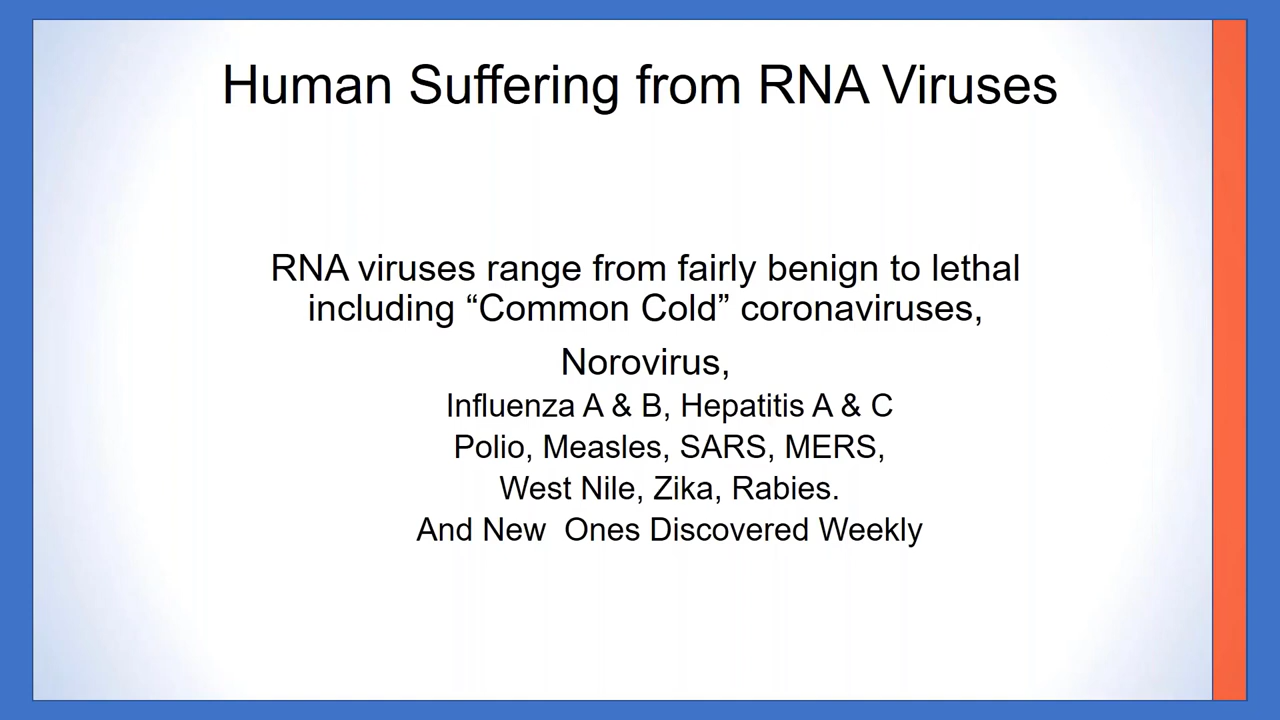 Human Suffering from RNA Viruses
RNA viruses range from fairly benign to lethal
including “Common Cold” coronaviruses,
Norovirus,
Influenza A & B, Hepatitis A & C
Polio, Measles, SARS, MERS,
West Nile, Zika, Rabies.
And New  Ones Discovered Weekly